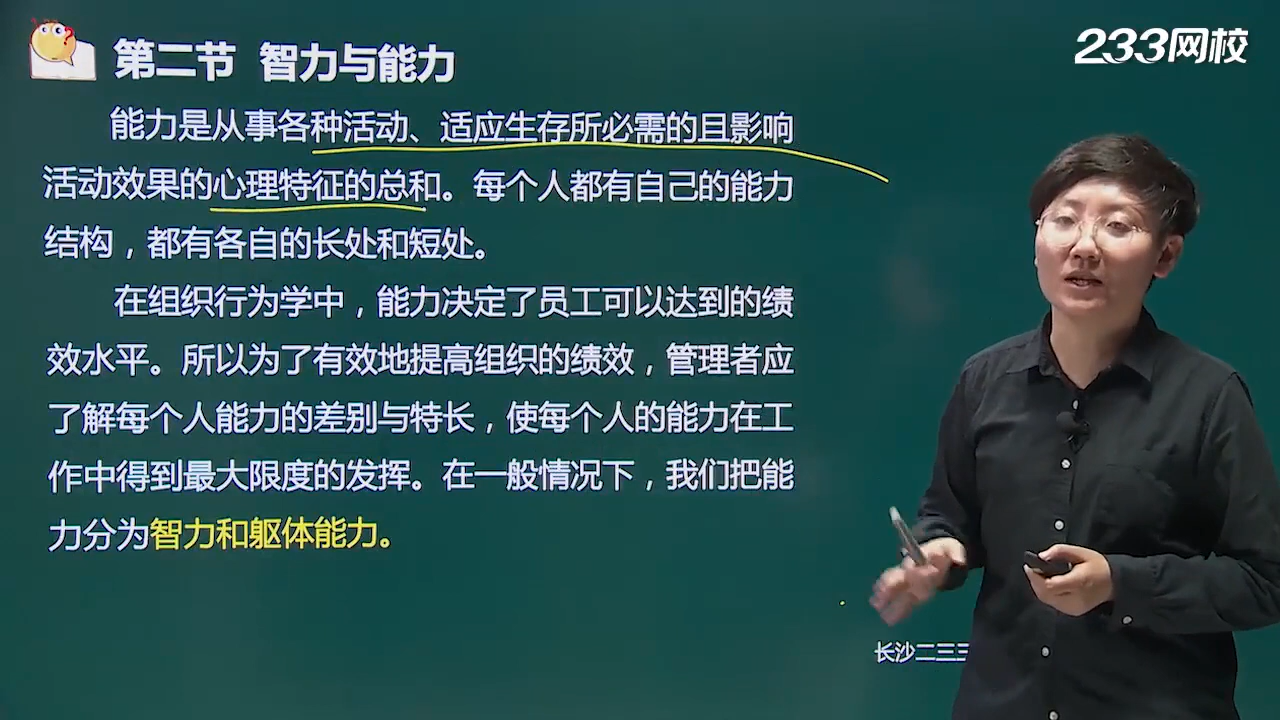 第二节 智力与能力
233网校
能力是从事各种活动、适应生存所必需的且影响
活动效果的心理特征的总和。每个人都有自己的能力
结构，都有各自的长处和短处。
在组织行为学中，能力决定了员工可以达到的绩
效水平。所以为了有效地提高组织的绩效，管理者应
了解每个人能力的差别与特长，使每个人的能力在工
作中得到最大限度的发挥。在一般情况下，我们把能
力分为智力和躯体能力。
长沙二三三